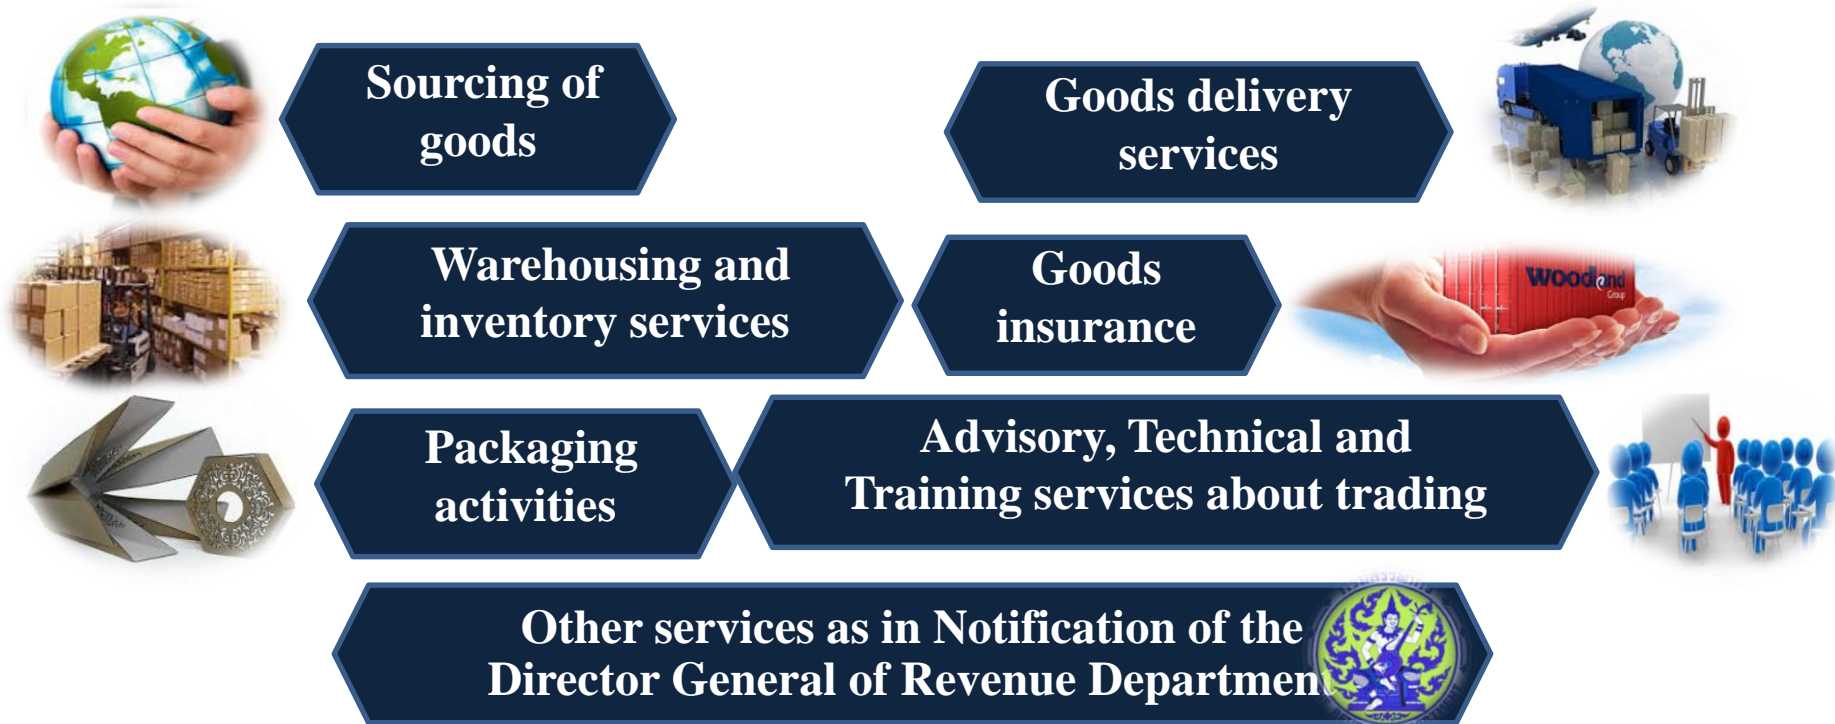 Sourcing of
goods
Goods delivery
services
Warehousing and
inventory services
Goods
insurance
Woodland
Group
Packaging
activities
Advisory, Technical and
Training services about trading
Other services as in Notification of the
Director General of Revenue Department